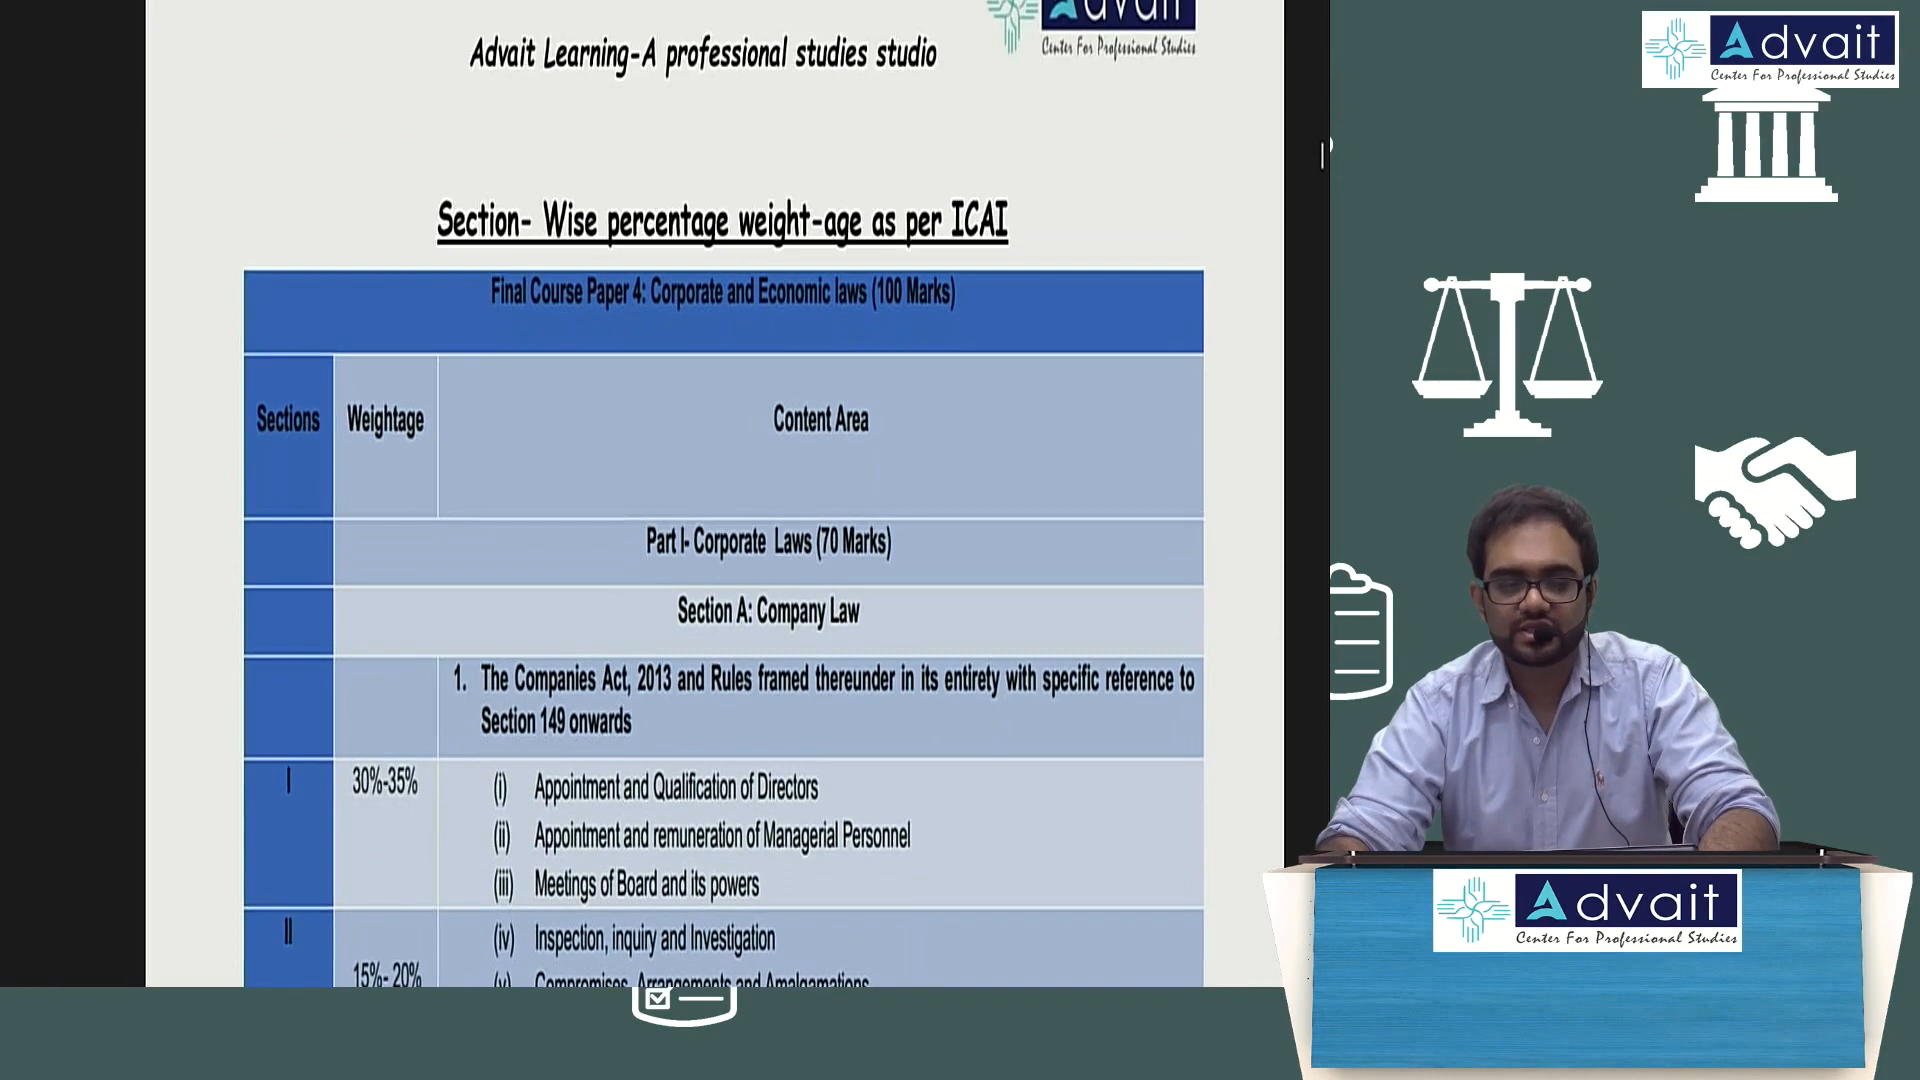 Advait
Center For Professional Studies
Advait Learning-A professional studies studio
Advait
Center For Professional Studies
Section- Wise percentage weight-age as per ICAI
Final Course Paper 4: Corporate and Economic laws (100 Marks)
Sections Weightage Content Area
Part I- Corporate Laws (70 Marks)
Section A: Company Law
1. The Companies Act, 2013 and Rules framed thereunder in its entirety with specific reference to
Section 149 onwards
I 30%-35% (i) Appointment and Qualification of Directors
(ii) Appointment and remuneration of Managerial Personnel
(iii) Meetings of Board and its powers
II (iv) Inspection, inquiry and Investigation
15%- 20% (v) Compromises, Arrangements and Amalgamations
Advait
Center For Professional Studies